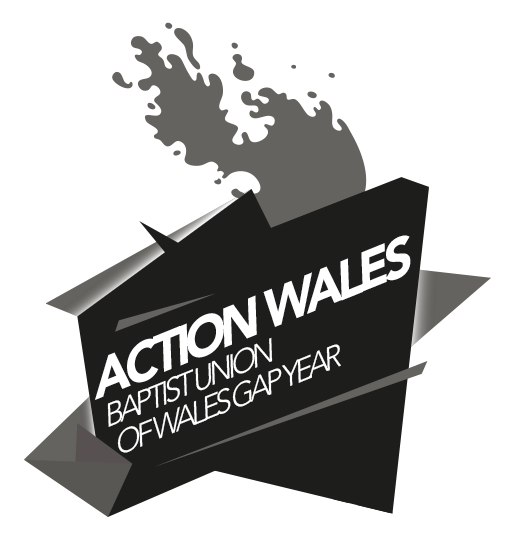 ACTION WALES
BAPTIST UNION
OF WALES GAP YEAR